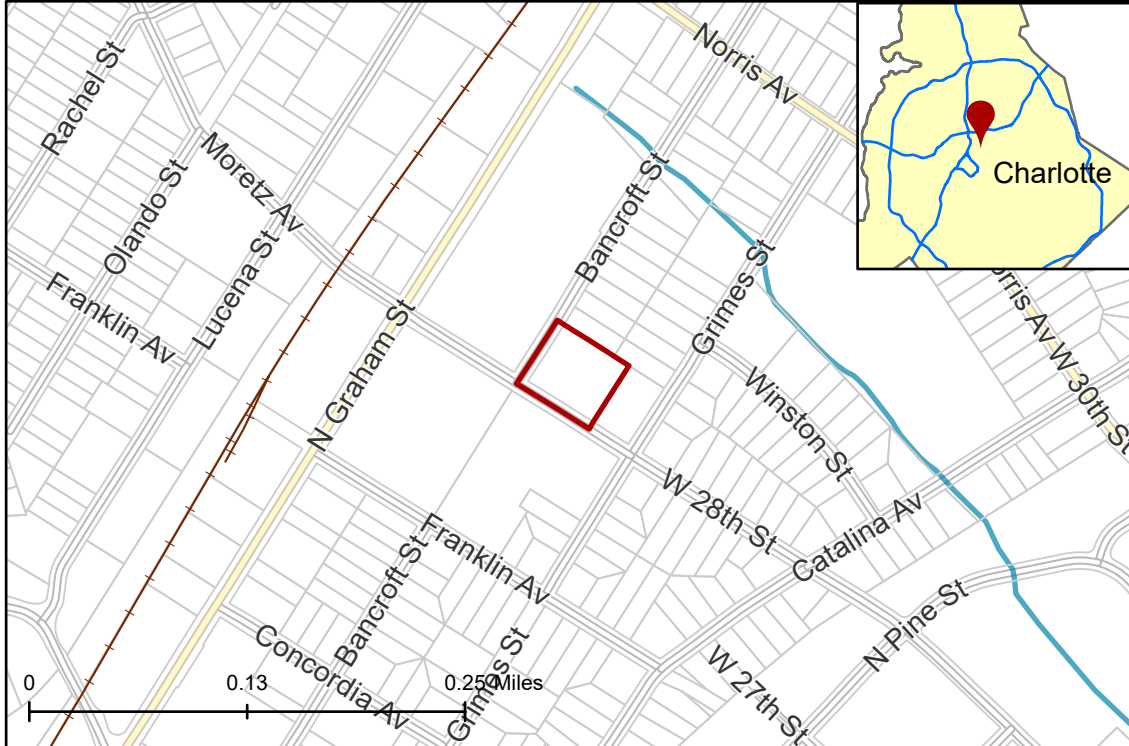 Norris Av
Rachel St
Charlotte
Moretz Av
Bancroft St
Olando St
Lucena St
Grimes St
Franklin Av
orris Av
W 30th St
N Graham St
Winston St
W 28th St
Catalina Av
Franklin Av
Bancroft St
N Pine St
Concordia Av
Grimes St
W 27th St
0 0.13 0.25 Miles